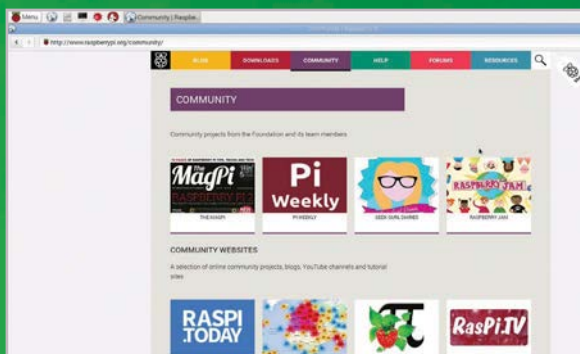 Menu
Community | Raspbe...
http://www.raspberrypi.org/community/
BLOG DOWNLOADS COMMUNITY HELP FORUMS RESOURCES
COMMUNITY
Community projects from the Foundation and its team members
The MagPi
RASPBERRY PI 2
Pi Weekly
RASPBERRY JAM
THE MAGPI PI WEEKLY GEEK GURL DIARIES RASPBERRY JAM
COMMUNITY WEBSITES
A selection of online community projects, blogs, YouTube channels and tutorial
sites
RASPI
.TODAY
RasPi.TV